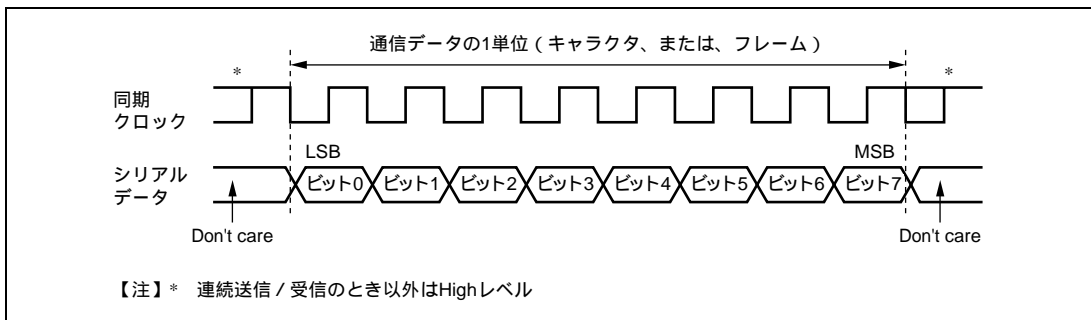 通信データの1単位（キャラクタ、または、フレーム）
* *
同期
クロック
LSB MSB
シリアル
データ
ビット0 ビット1 ビット2 ビット3 ビット4 ビット5 ビット6 ビット7
Don't care Don't care
【注】* 連続送信／受信のとき以外はHighレベル